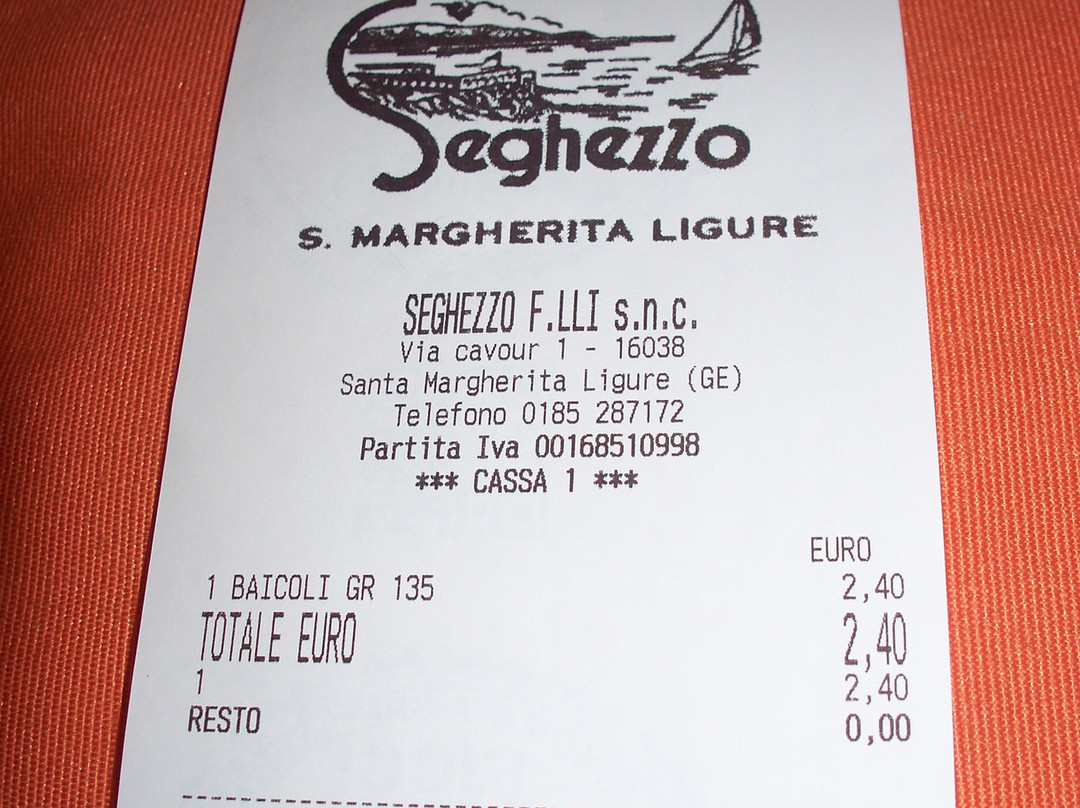 Seghezzo
S. MARGHERITA LIGURE
SEGHEZZO F.LLI s.n.c.
Via cavour 1 - 16038
Santa Margherita Ligure (GE)
Telefono 0185 287172
Partita Iva 00168510998
*** CASSA 1 ***
EURO
1 BAICOLI GR 135 2,40
TOTALE EURO 2,40
1 2,40
RESTO 0,00